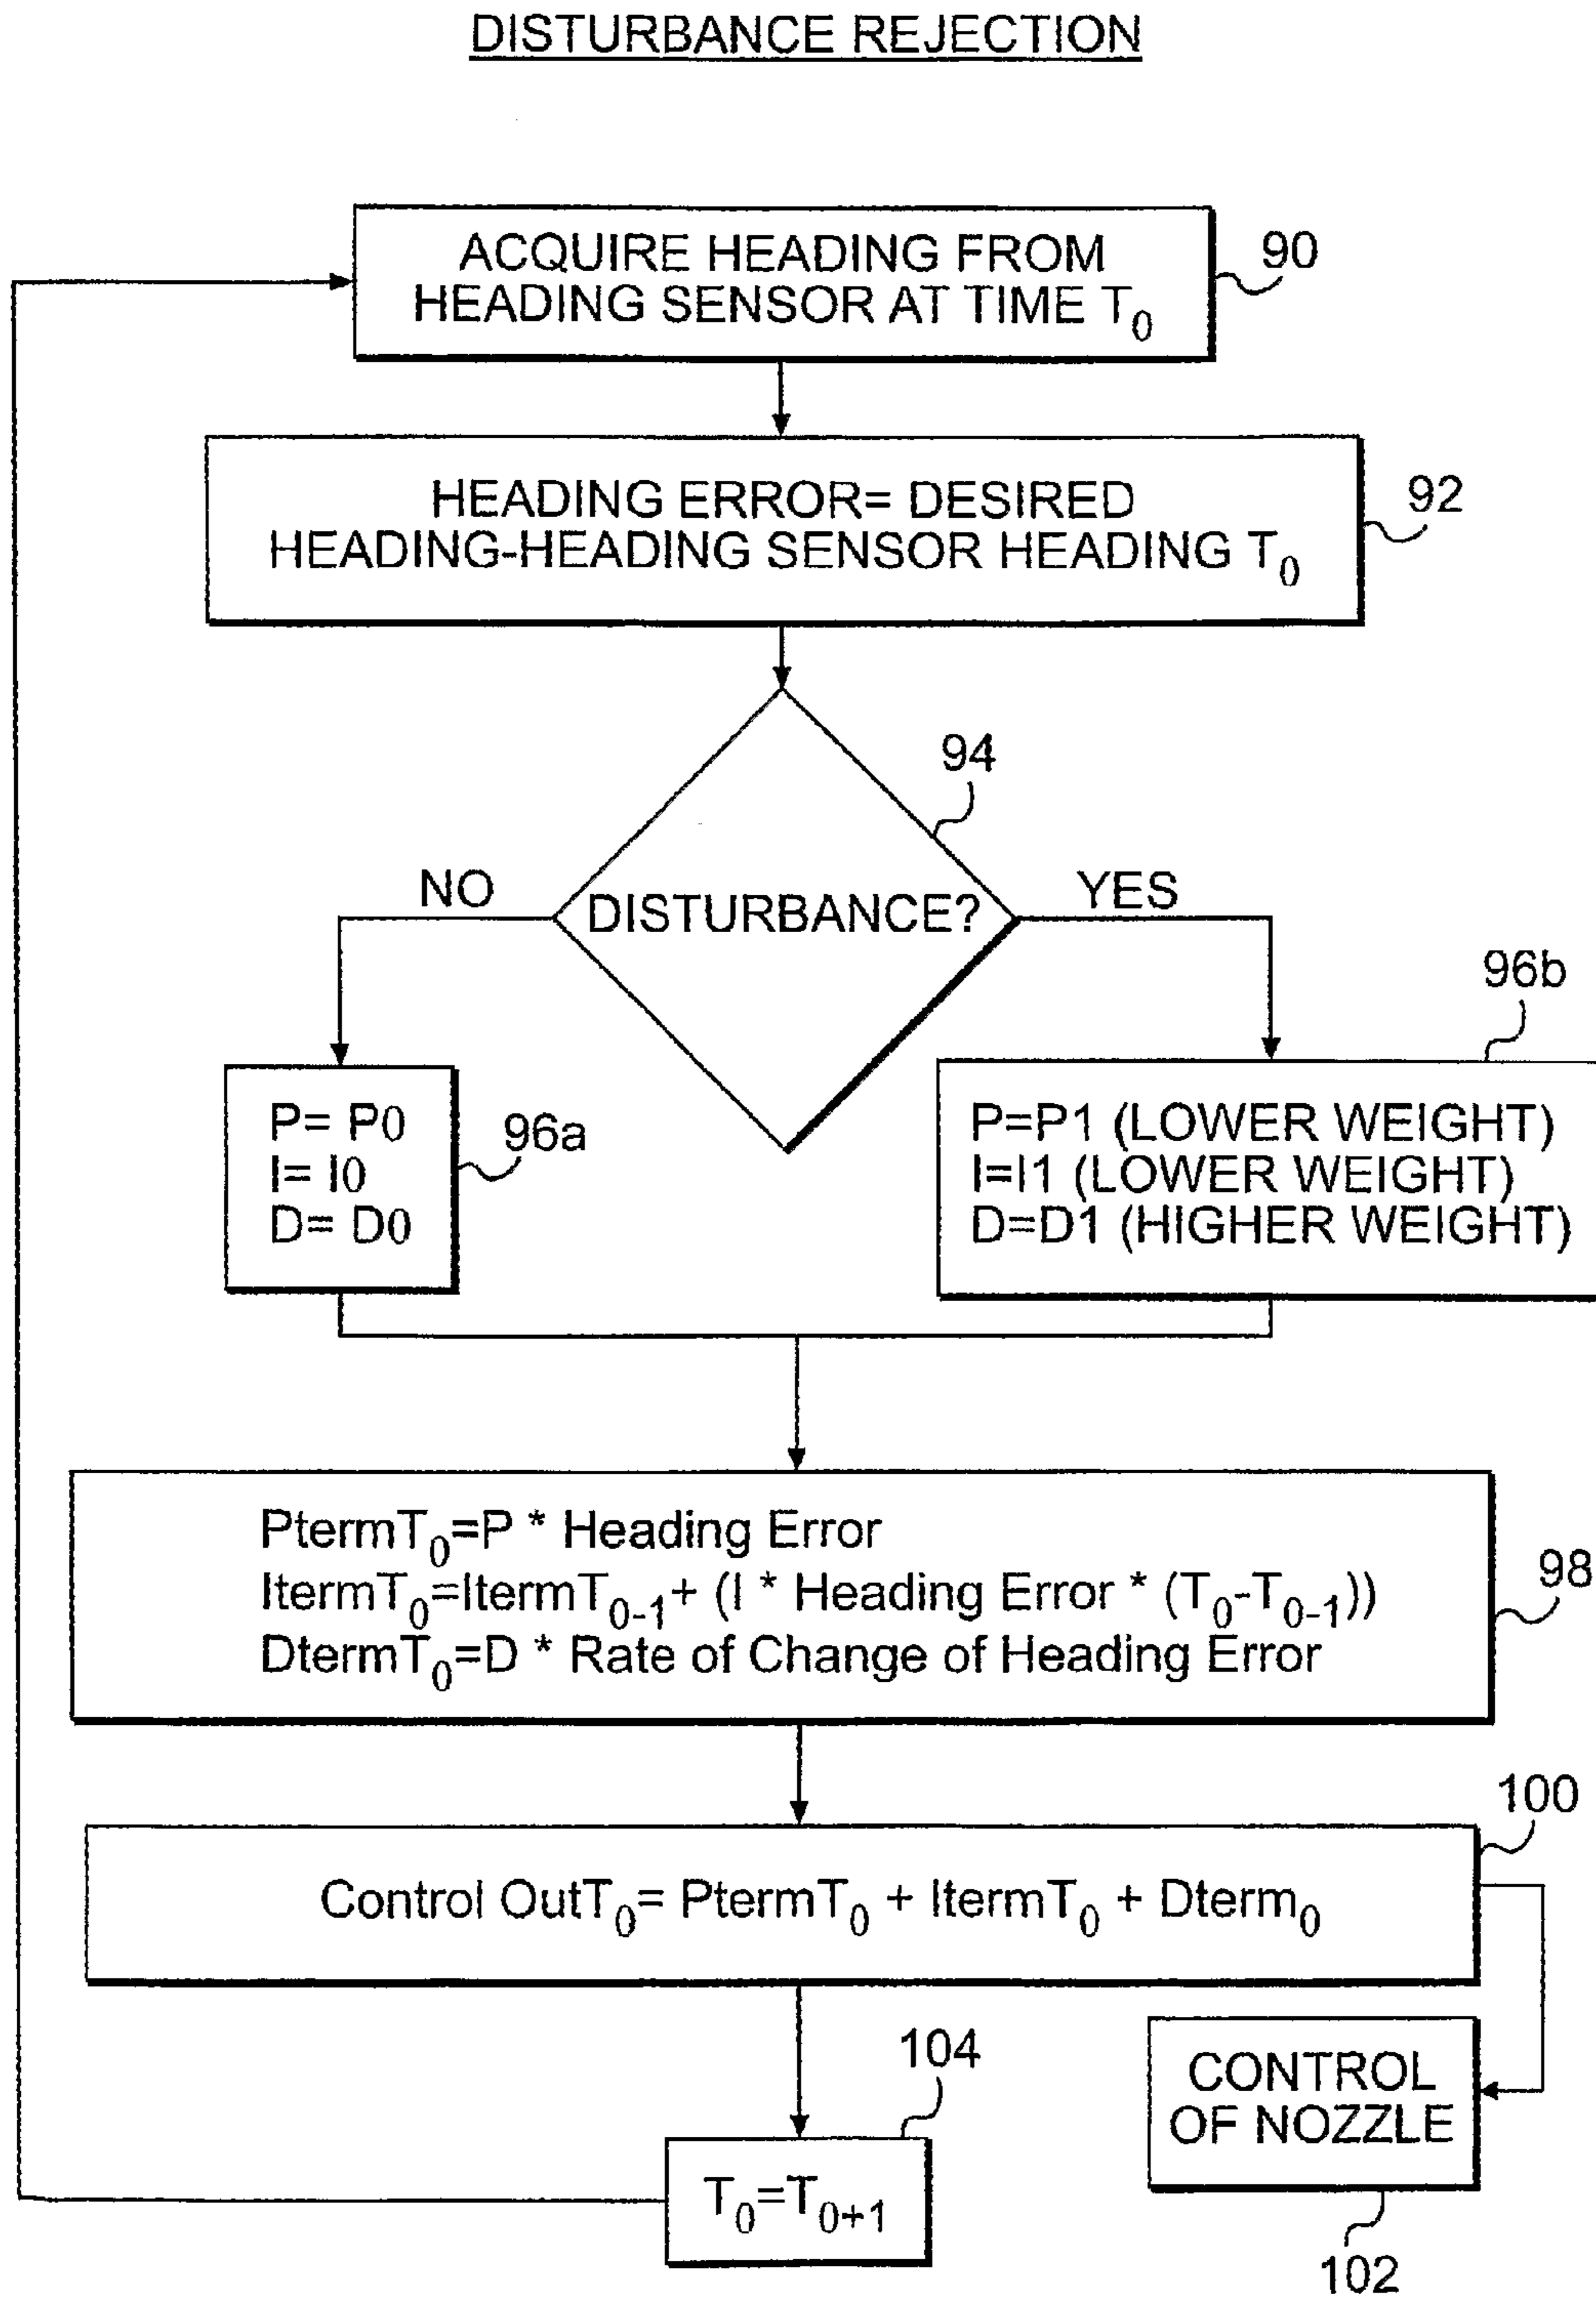 DISTURBANCE REJECTION
ACQUIRE HEADING FROM
HEADING SENSOR AT TIME T₀
90
HEADING ERROR= DESIRED
HEADING-HEADING SENSOR HEADING T₀
92
94
NO
DISTURBANCE?
YES
96b
P= P0
I= I0
D= D0
96a
P=P1 (LOWER WEIGHT)
I=I1 (LOWER WEIGHT)
D=D1 (HIGHER WEIGHT)
PtermT₀=P * Heading Error
ItermT₀=ItermT₀₋₁+ (I * Heading Error * (T₀-T₀₋₁))
DtermT₀=D * Rate of Change of Heading Error
98
100
Control OutT₀= PtermT₀ + ItermT₀ + Dterm₀
104
CONTROL
OF NOZZLE
T₀=T₀₊₁
102